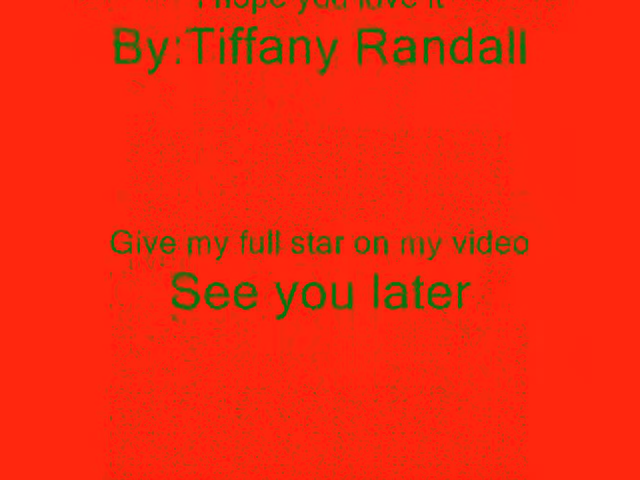 I hope you love it
By:Tiffany Randall
Give my full star on my video
See you later